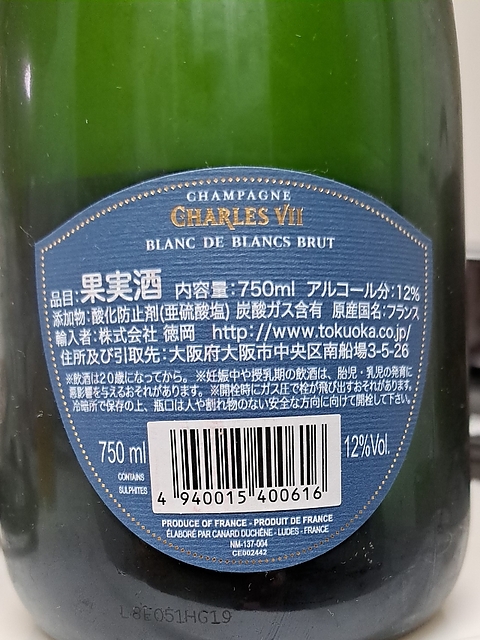 CHAMPAGNE
CHARLES VII
BLANC DE BLANCS BRUT
品目:果実酒 内容量:750ml アルコール分:12%
添加物:酸化防止剤(亜硫酸塩) 炭酸ガス含有 原産国名:フランス
輸入者:株式会社 徳岡 http://www.tokuoka.co.jp/
住所及び引取先:大阪府大阪市中央区南船場3-5-26
※飲酒は20歳になってから。※妊娠中や授乳期の飲酒は、胎児・乳児の発育に
悪影響を与えるおそれがあります。※開栓時にガス圧で栓が飛び出すおそれがあります。
冷暗所で保存の上、瓶口は人や割れ物のない安全な方向に向けて開栓して下さい。
750 ml
12%Vol.
CONTAINS
SULPHITES
4 940015 400616
PRODUCE OF FRANCE - PRODUIT DE FRANCE
ÉLABORÉ PAR CANARD DUCHÊNE - LUDES - FRANCE
NM-137-004
CE002442
L8E051HG19